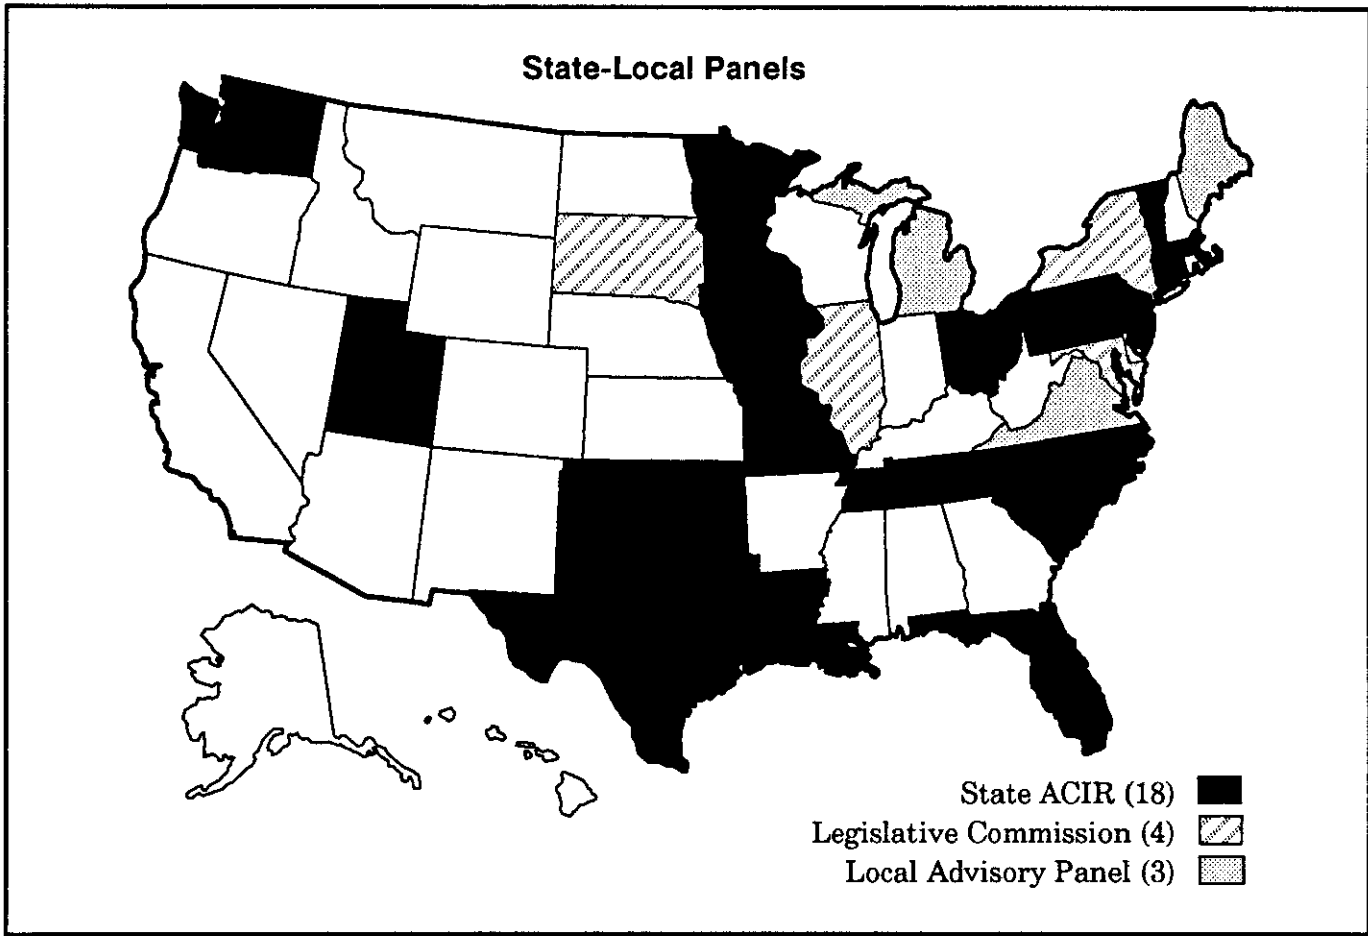 State-Local Panels
State ACIR (18)
Legislative Commission (4)
Local Advisory Panel (3)